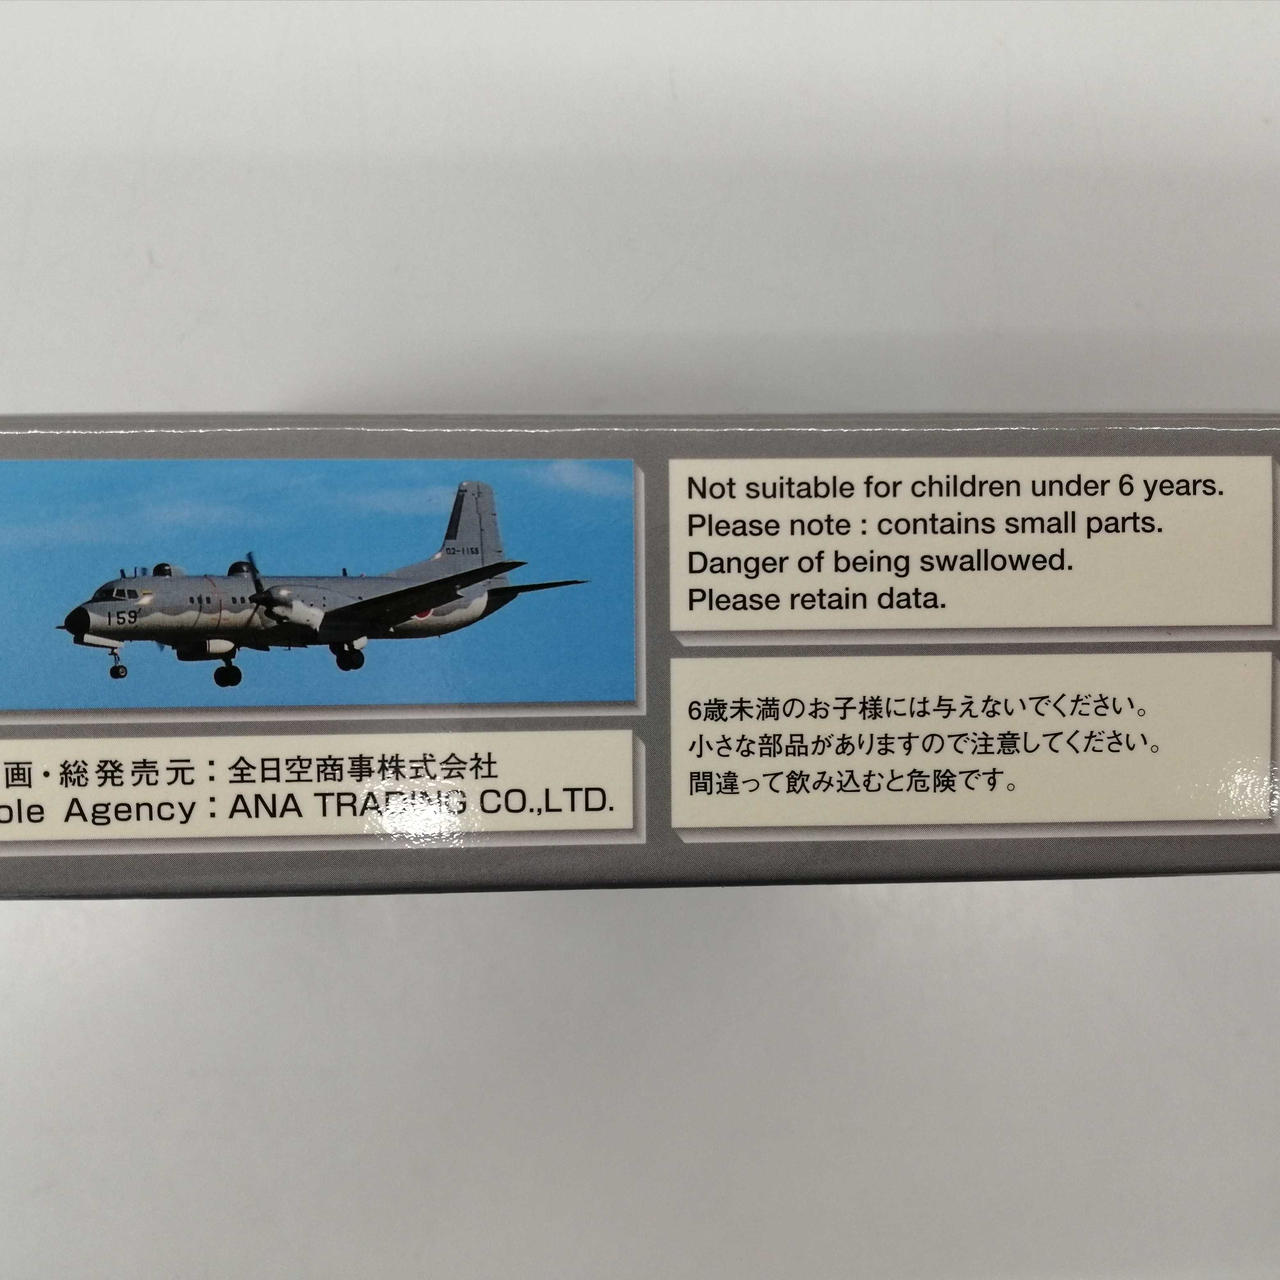 159
02-1158
画・総発売元：全日空商事株式会社
ole Agency : ANA TRADING CO.,LTD.
Not suitable for children under 6 years.
Please note : contains small parts.
Danger of being swallowed.
Please retain data.
6歳未満のお子様には与えないでください。
小さな部品がありますので注意してください。
間違って飲み込むと危険です。